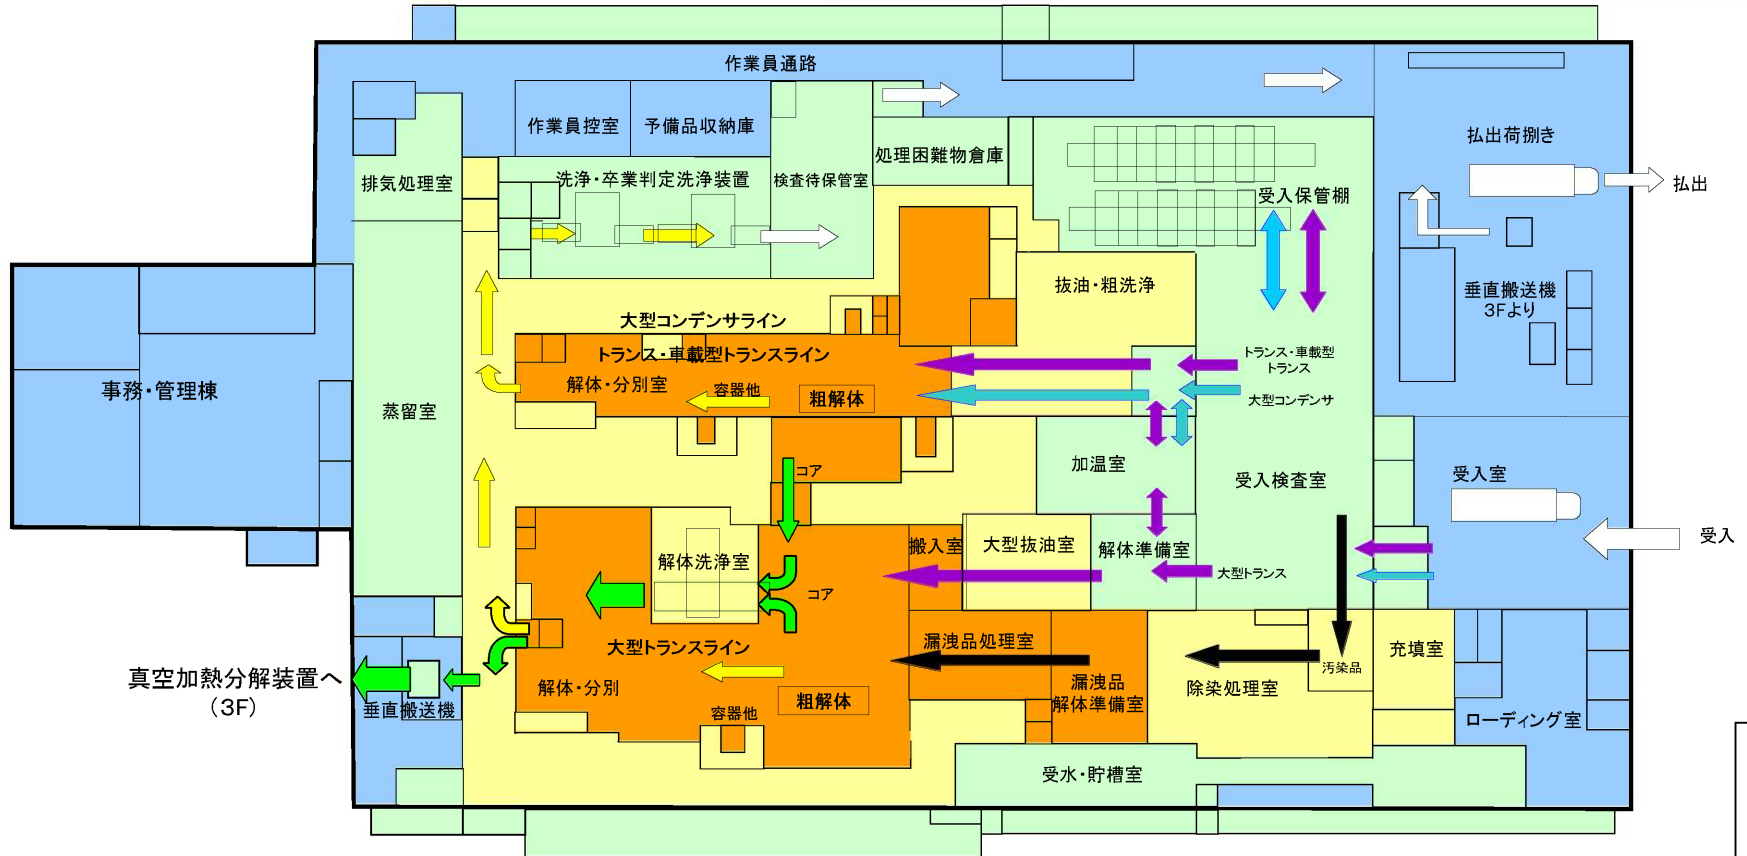 作業員通路
作業員控室
予備品収納庫
払出荷捌き
処理困難物倉庫
排気処理室
洗浄・卒業判定洗浄装置
検査待保管室
払出
受入保管棚
抜油・粗洗浄
垂直搬送機
3Fより
大型コンデンサライン
トランス・車載型トランスライン
トランス・車載型
トランス
解体・分別室
容器他
粗解体
大型コンデンサ
事務・管理棟
蒸留室
コア
加温室
受入検査室
受入室
受入
搬入室
大型抜油室
解体準備室
解体洗浄室
大型トランス
コア
大型トランスライン
漏洩品処理室
充填室
汚染品
真空加熱分解装置へ
（3F）
解体・分別
粗解体
漏洩品
解体準備室
除染処理室
垂直搬送機
容器他
ローディング室
受水・貯槽室